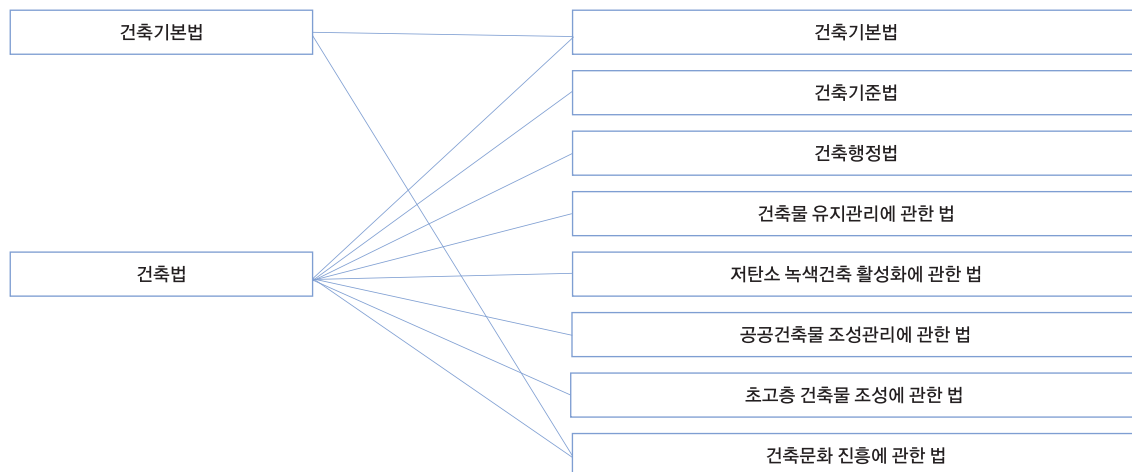 건축기본법
건축법
건축기본법
건축기준법
건축행정법
건축물 유지관리에 관한 법
저탄소 녹색건축 활성화에 관한 법
공공건축물 조성관리에 관한 법
초고층 건축물 조성에 관한 법
건축문화 진흥에 관한 법